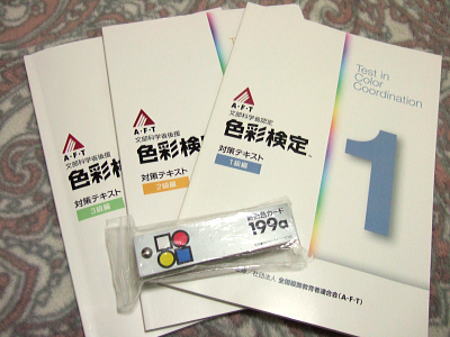 A・F・T
文部科学省後援
色彩検定
対策テキスト
3級編
A・F・T
文部科学省後援
色彩検定
対策テキスト
2級編
Test in
Color
Coordination
A・F・T
文部科学省認定
色彩検定
対策テキスト
1級編
1
新配色カード
199a
社団法人 全国服飾教育者連合会(A・F・T)